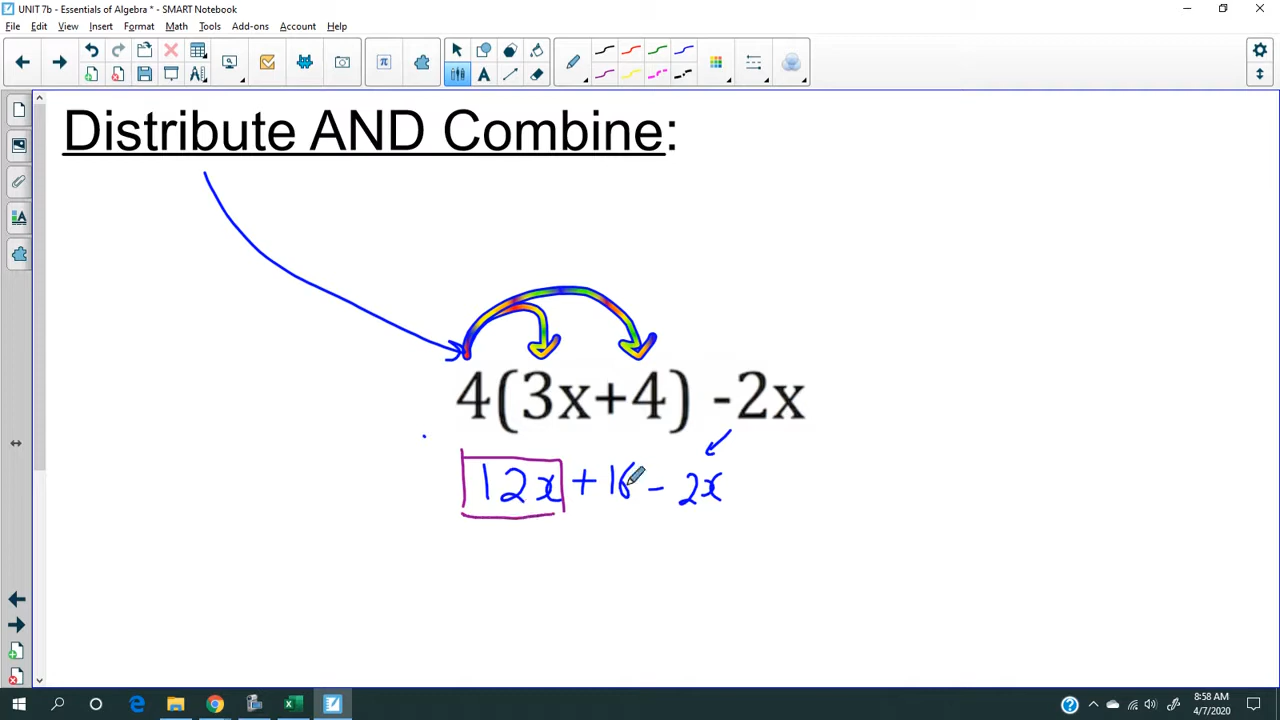 UNIT 7b - Essentials of Algebra * - SMART Notebook
File Edit View Insert Format Math Tools Add-ons Account Help
Distribute AND Combine:
4(3x+4) -2x
12x + 16 - 2x
8:58 AM
4/7/2020